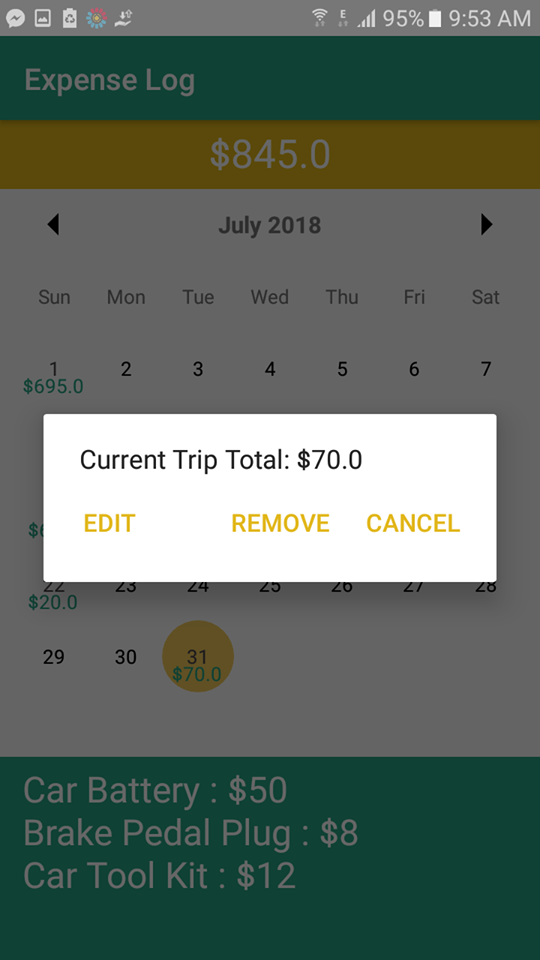 E 95% 9:53 AM
Expense Log
$845.0
July 2018
Sun Mon Tue Wed Thu Fri Sat
1 2 3 4 5 6 7
$695.0
Current Trip Total: $70.0
EDIT REMOVE CANCEL
22 23 24 25 26 27 28
$20.0
29 30 31
$70.0
Car Battery : $50
Brake Pedal Plug : $8
Car Tool Kit : $12